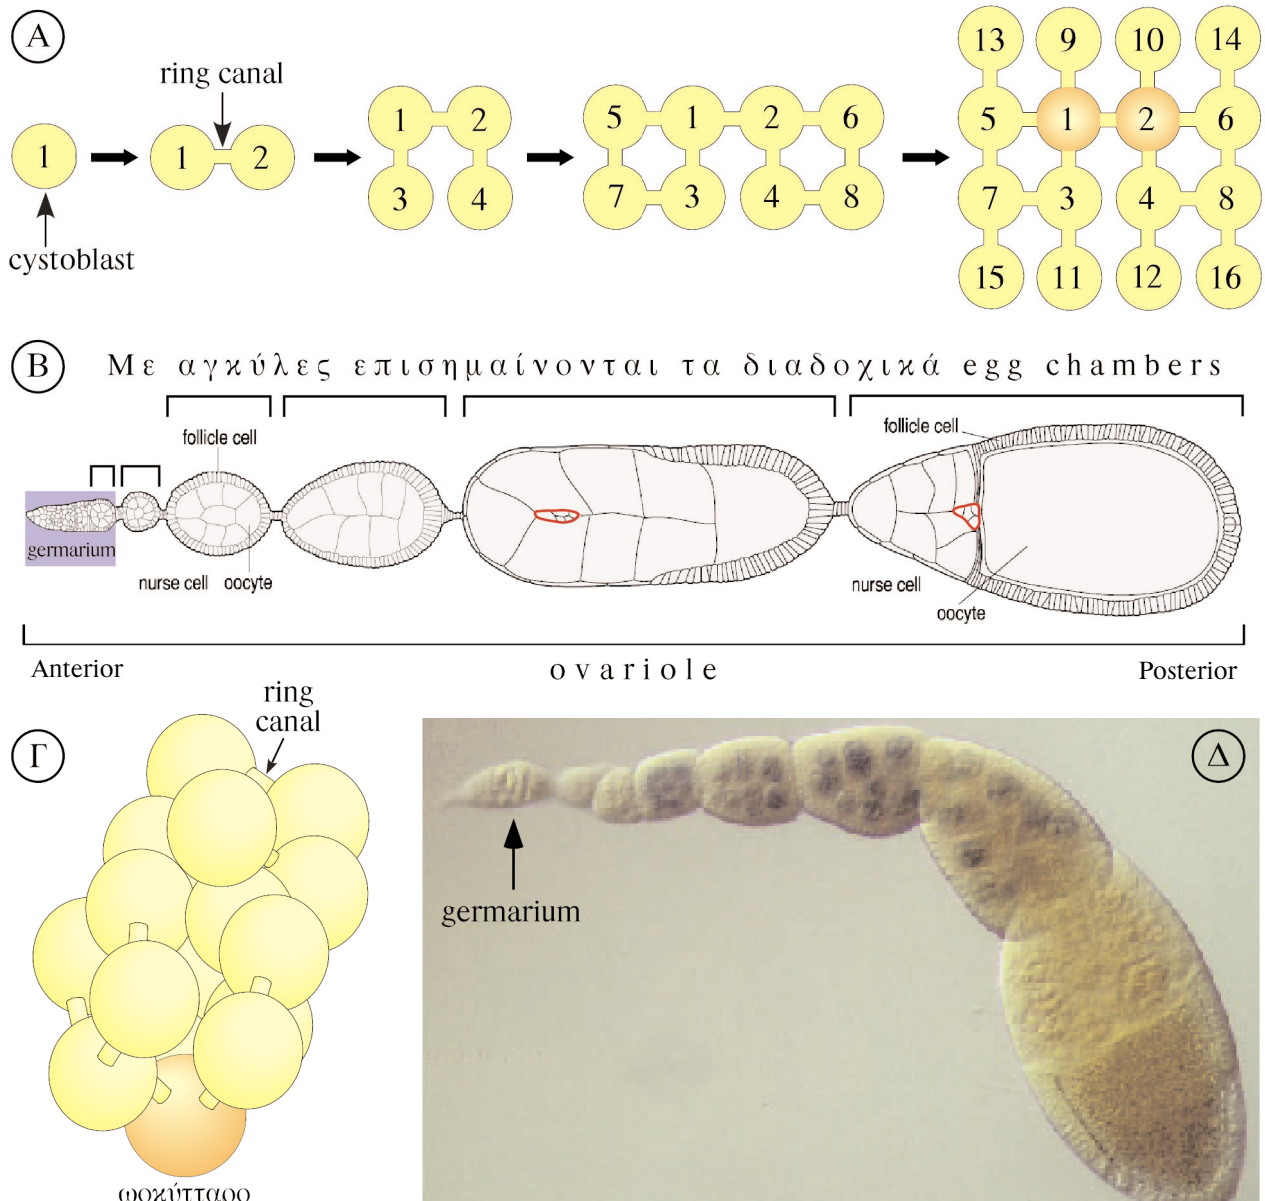 A
ring canal
1
1 2
1 2
3 4
5 1 2 6
7 3 4 8
13 9 10 14
5 1 2 6
7 3 4 8
15 11 12 16
cystoblast
B
Με αγκύλες επισημαίνονται τα διαδοχικά egg chambers
follicle cell
follicle cell
germarium
nurse cell
oocyte
nurse cell
oocyte
Anterior
ovariole
Posterior
Γ
ring
canal
ωοκύτταρο
Δ
germarium